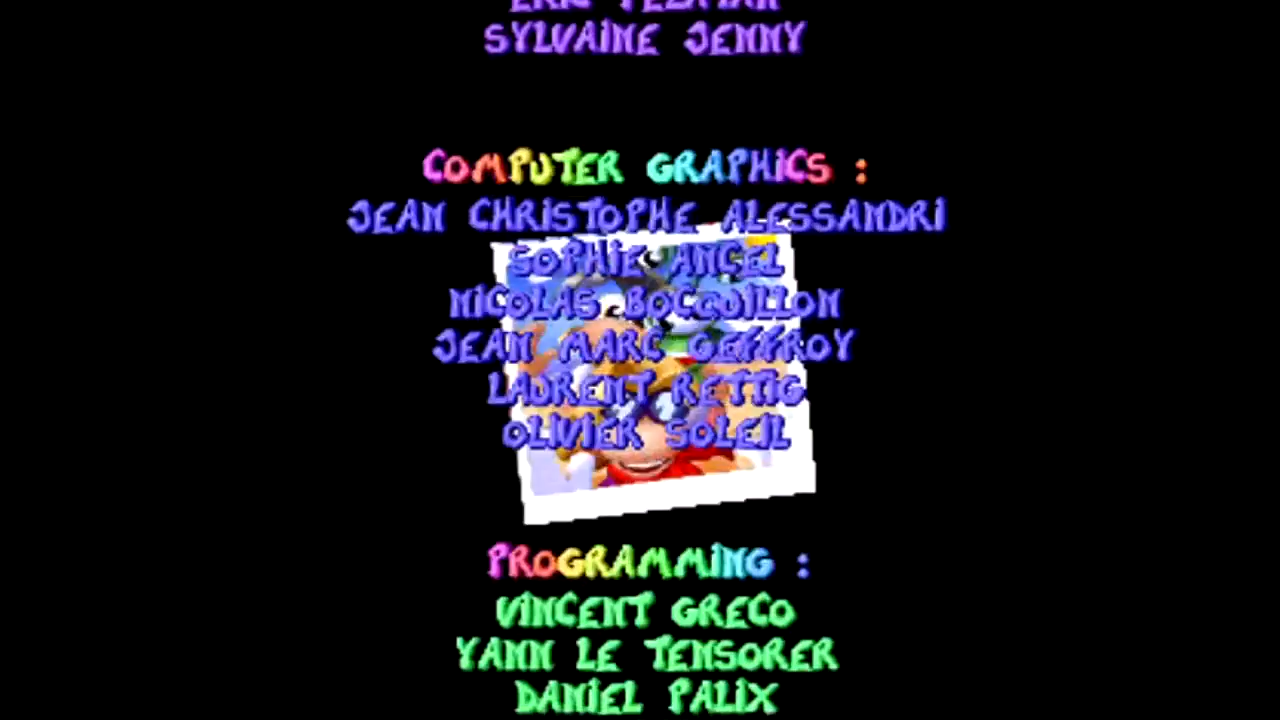 SYLVAINE JENNY
COMPUTER GRAPHICS :
JEAN CHRISTOPHE ALESSANDRI
SOPHIE ANCEL
NICOLAS BOCQUILLON
JEAN MARC GEFFROY
LAURENT RETTIG
OLIVIER SOLEIL
PROGRAMMING :
VINCENT GRECO
YANN LE TENSORER
DANIEL PALIX